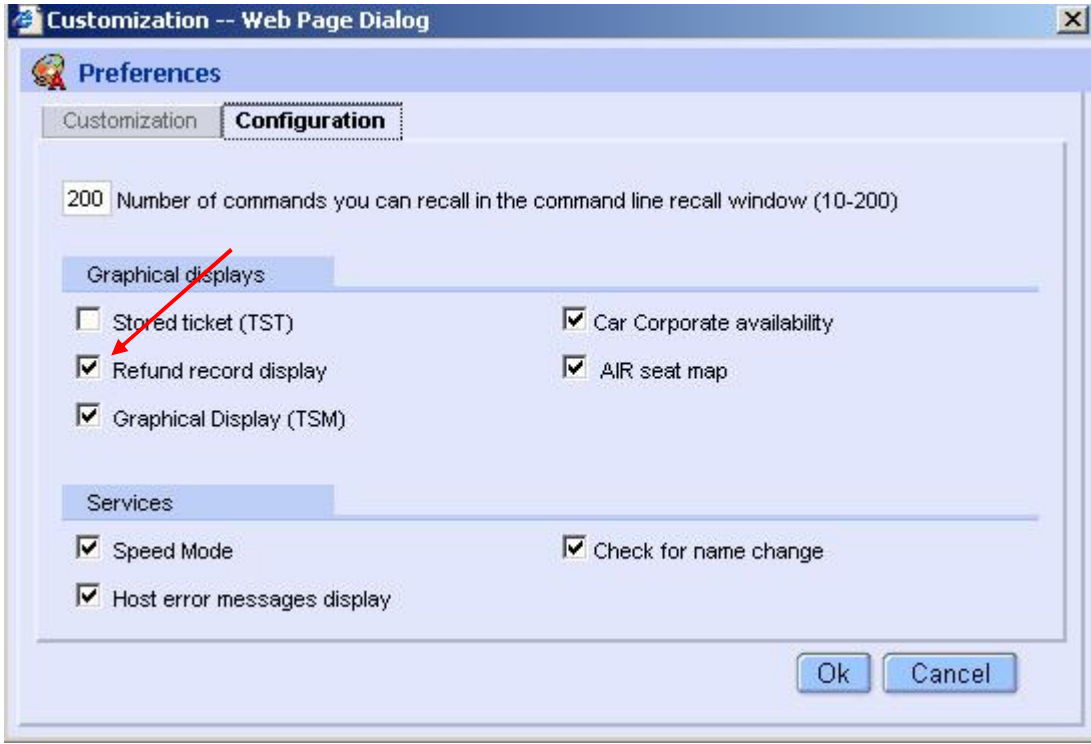 Customization -- Web Page Dialog
Preferences
Customization Configuration
200 Number of commands you can recall in the command line recall window (10-200)
Graphical displays
Stored ticket (TST) Car Corporate availability
Refund record display AIR seat map
Graphical Display (TSM)
Services
Speed Mode Check for name change
Host error messages display
Ok Cancel